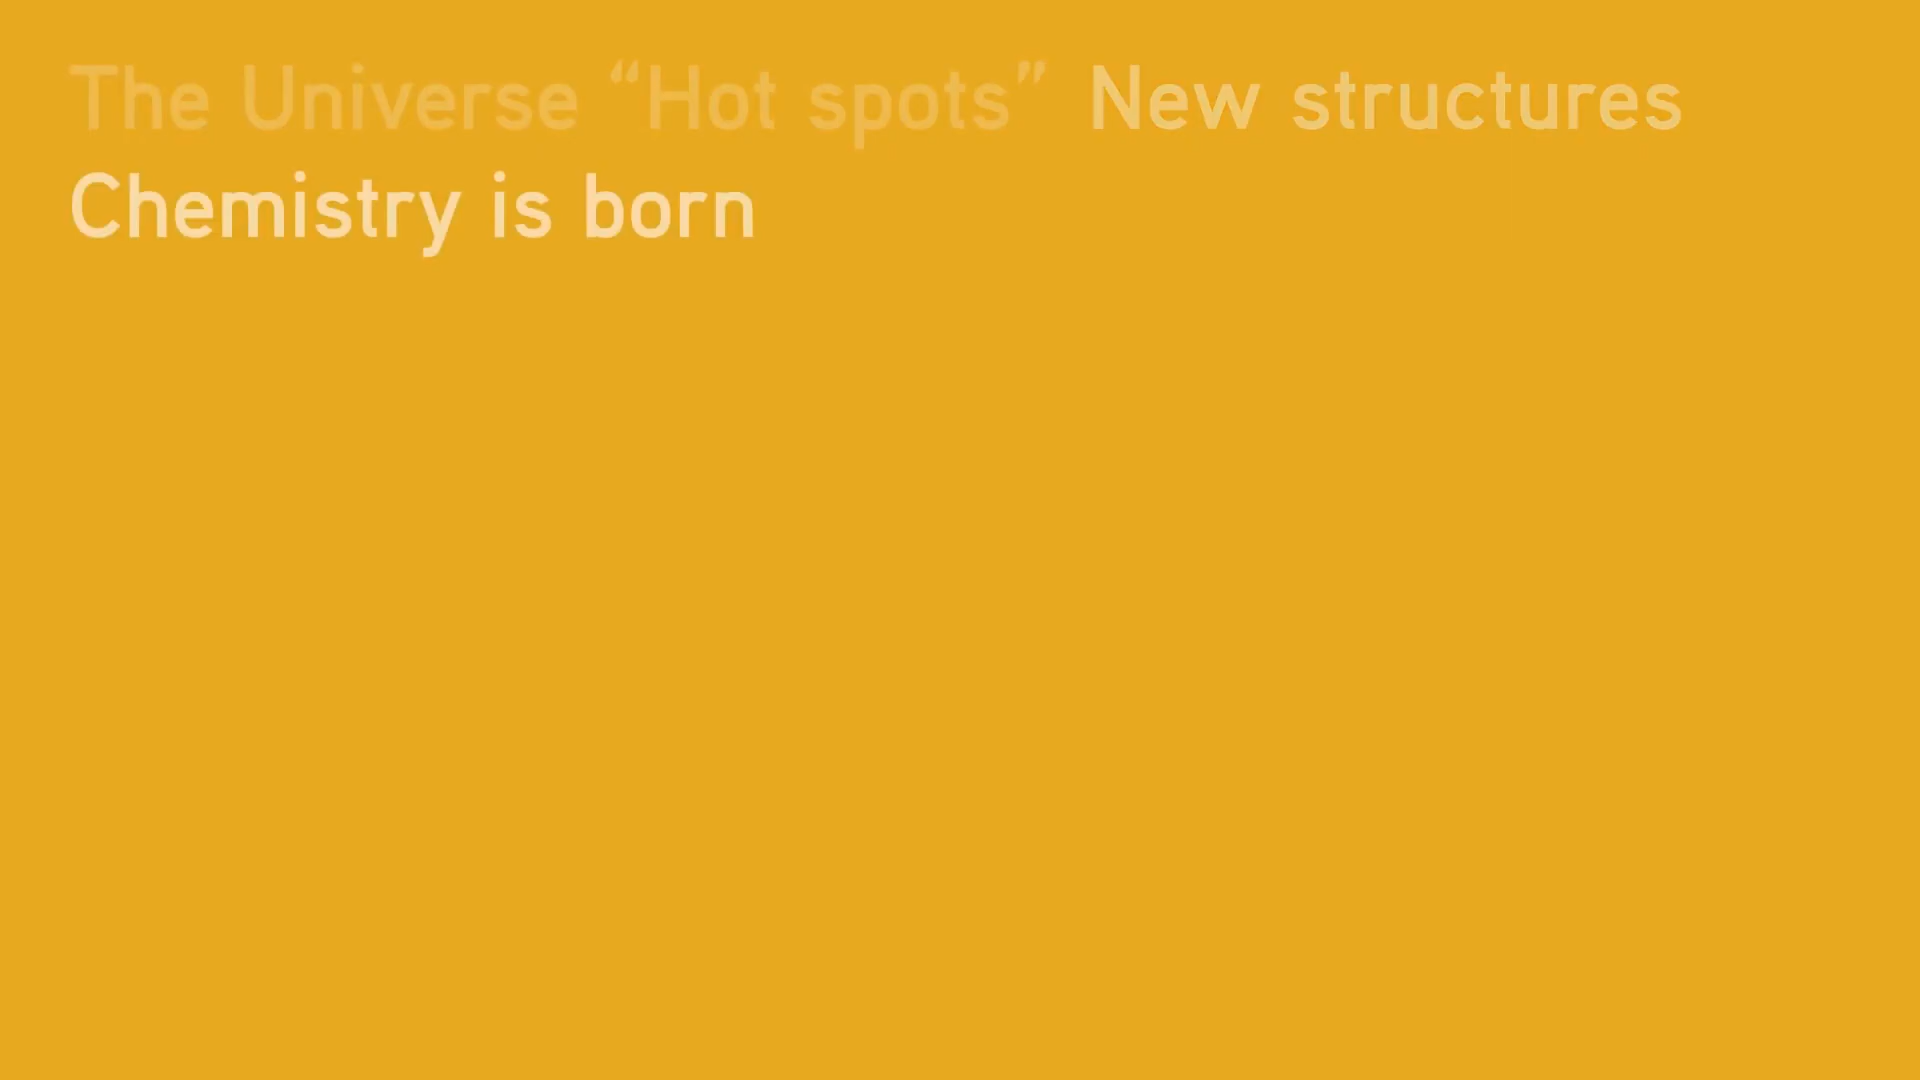 The Universe “Hot spots” New structures
Chemistry is born